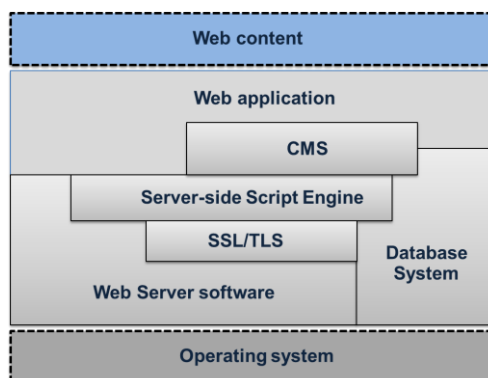 Web content
Web application
CMS
Server-side Script Engine
SSL/TLS
Database
System
Web Server software
Operating system